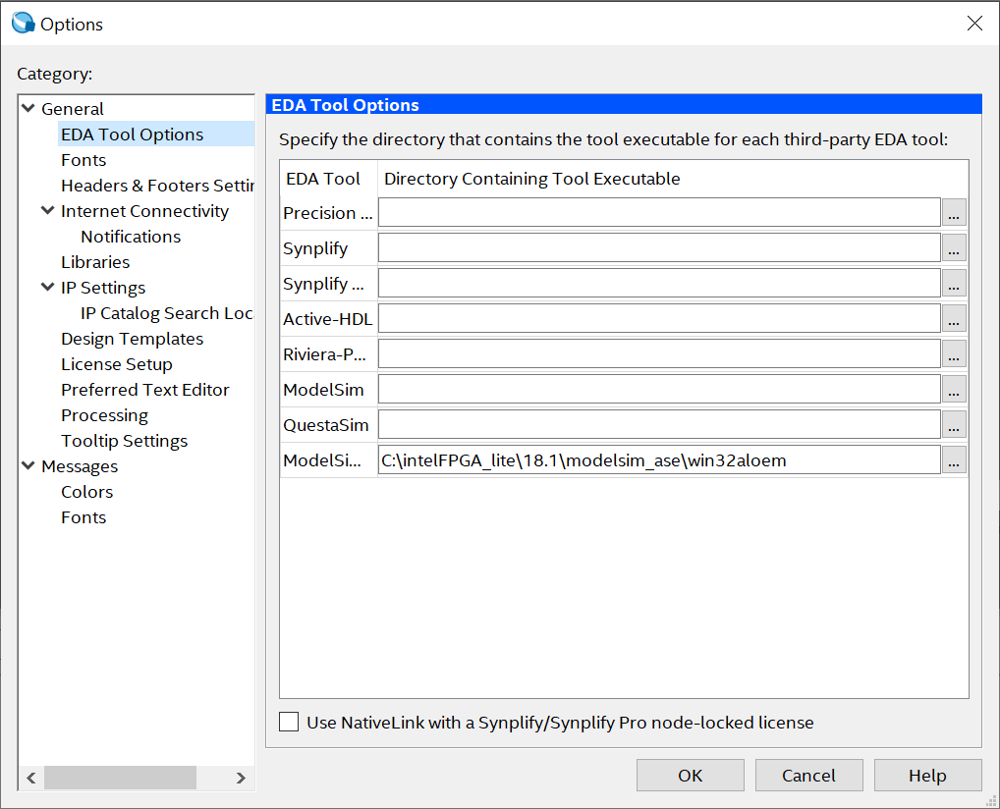 Options
Category:
General
EDA Tool Options
Fonts
Headers & Footers Settin
Internet Connectivity
Notifications
Libraries
IP Settings
IP Catalog Search Loc
Design Templates
License Setup
Preferred Text Editor
Processing
Tooltip Settings
Messages
Colors
Fonts
EDA Tool Options
Specify the directory that contains the tool executable for each third-party EDA tool:
EDA Tool Directory Containing Tool Executable
Precision ... ...
Synplify ...
Synplify ... ...
Active-HDL ...
Riviera-P... ...
ModelSim ...
QuestaSim ...
ModelSi... C:\intelFPGA_lite\18.1\modelsim_ase\win32aloem ...
Use NativeLink with a Synplify/Synplify Pro node-locked license
OK Cancel Help